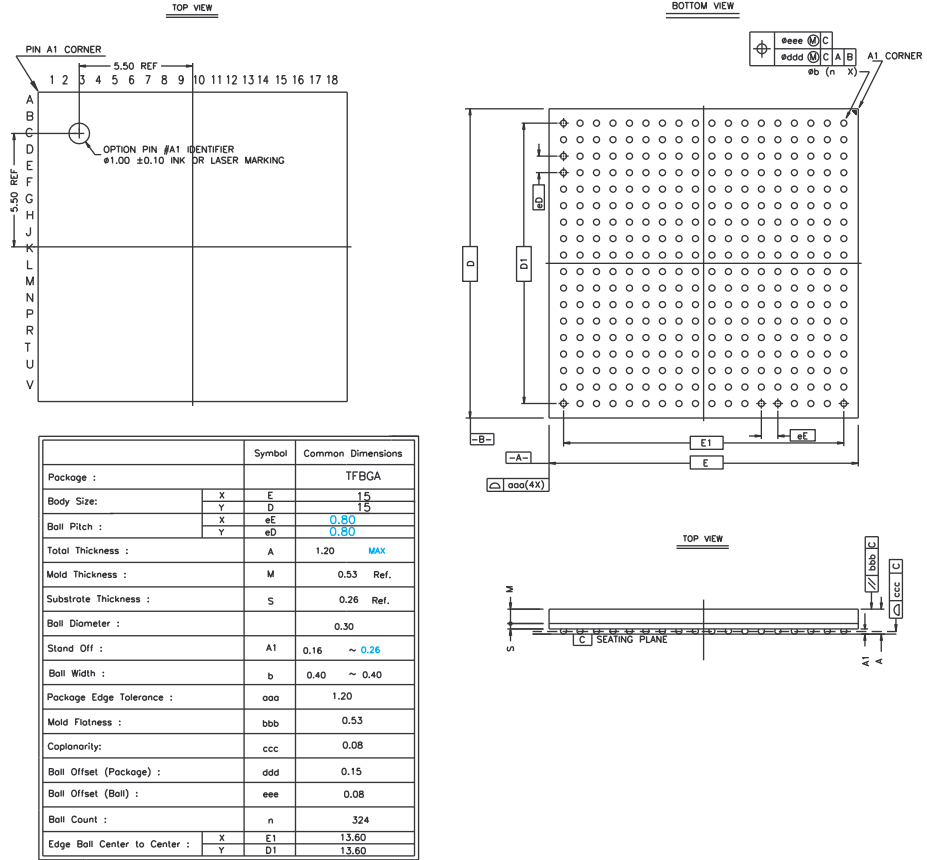 TOP VIEW
PIN A1 CORNER
5.50 REF
1 2 3 4 5 6 7 8 9 10 11 12 13 14 15 16 17 18
A
B
C
D
E
F
G
H
J
K
L
M
N
P
R
T
U
V
5.50 REF
OPTION PIN #A1 IDENTIFIER
ø1.00 ±0.10 INK OR LASER MARKING
BOTTOM VIEW
øeee Ⓜ C
øddd Ⓜ C A B
øb (n X)
A1 CORNER
eD
D
D1
-B-
E1
eE
-A-
E
aaa(4X)
Symbol Common Dimensions
Package : TFBGA
Body Size: X E 15
Y D 15
Ball Pitch : X eE 0.80
Y eD 0.80
Total Thickness : A 1.20 MAX
Mold Thickness : M 0.53 Ref.
Substrate Thickness : S 0.26 Ref.
Ball Diameter : 0.30
Stand Off : A1 0.16 ~ 0.26
Ball Width : b 0.40 ~ 0.40
Package Edge Tolerance : aaa 1.20
Mold Flatness : bbb 0.53
Coplanarity: ccc 0.08
Ball Offset (Package) : ddd 0.15
Ball Offset (Ball) : eee 0.08
Ball Count : n 324
Edge Ball Center to Center : X E1 13.60
Y D1 13.60
TOP VIEW
M
S
C SEATING PLANE
// bbb C
ccc C
A1
A